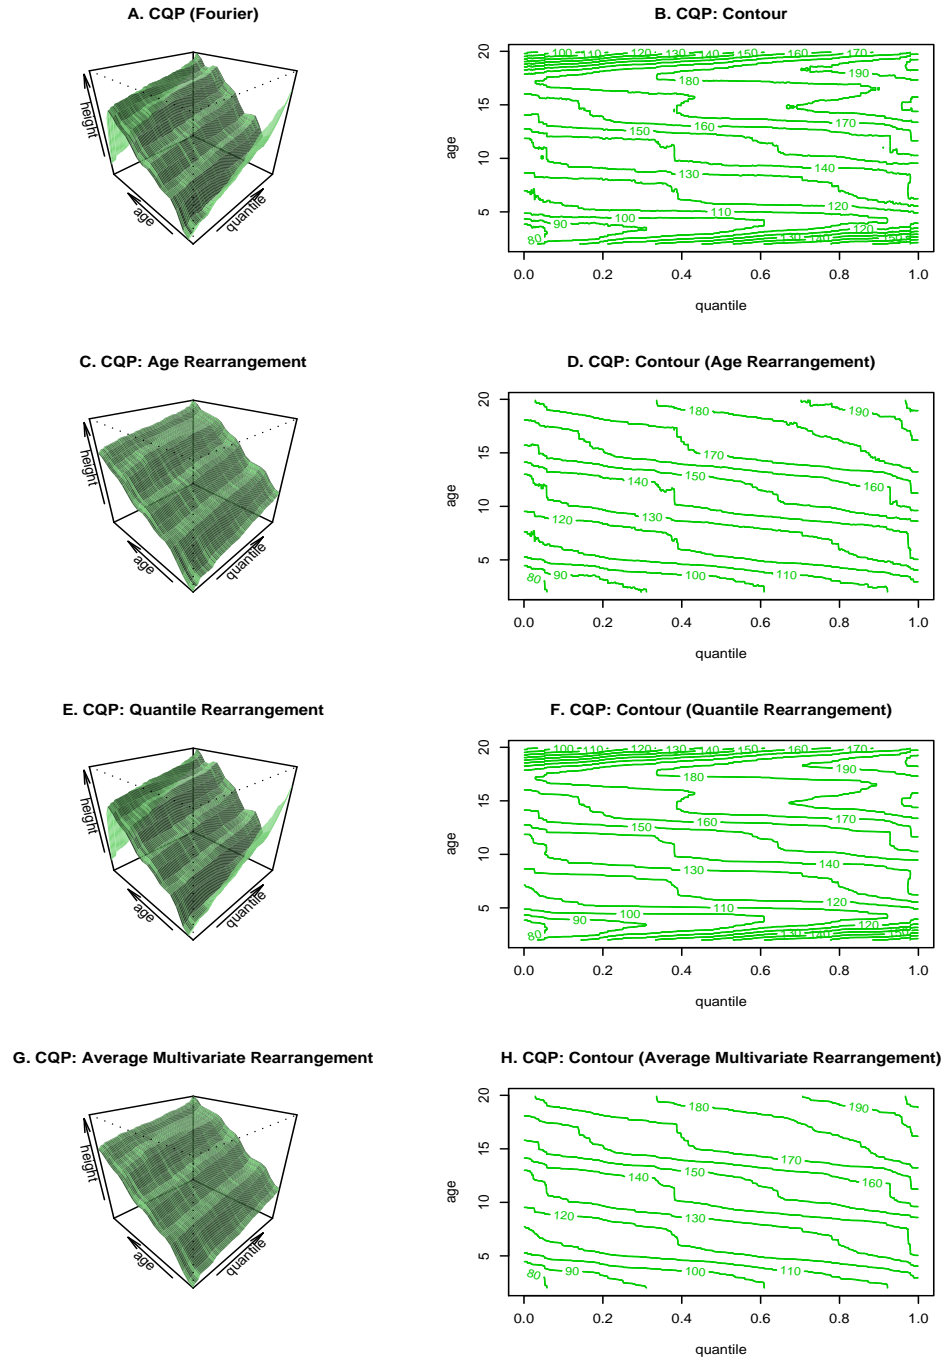 A. CQP (Fourier)
height
age
quantile
B. CQP: Contour
100 110 120 130 140 150 160 170
190
180
170
160
150
140
130
120
110
100
90
80
120
130 140 150
age
5 10 15 20
0.0 0.2 0.4 0.6 0.8 1.0
quantile
C. CQP: Age Rearrangement
height
age
quantile
D. CQP: Contour (Age Rearrangement)
180 190
170
160
150
140
130
120
110
100
90
80
age
5 10 15 20
0.0 0.2 0.4 0.6 0.8 1.0
quantile
E. CQP: Quantile Rearrangement
height
age
quantile
F. CQP: Contour (Quantile Rearrangement)
100 110 120 130 140 150 160 170
190
180
170
160
150
140
130
120
110
100
90
80
120
130 140 150
age
5 10 15 20
0.0 0.2 0.4 0.6 0.8 1.0
quantile
G. CQP: Average Multivariate Rearrangement
height
age
quantile
H. CQP: Contour (Average Multivariate Rearrangement)
180 190
170
160
150
140
130
120
110
100
90
80
age
5 10 15 20
0.0 0.2 0.4 0.6 0.8 1.0
quantile